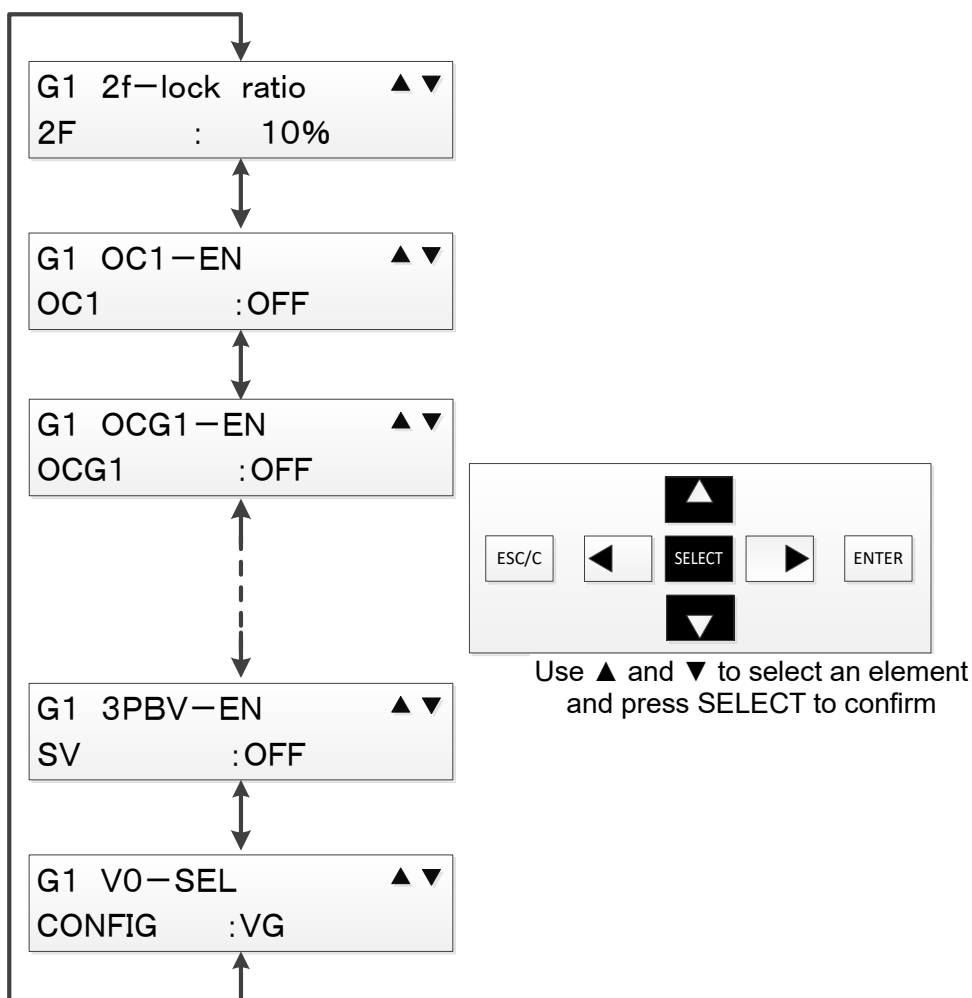 G1 2f－lock ratio ▲ ▼
2F : 10%
G1 OC1－EN ▲ ▼
OC1 :OFF
G1 OCG1－EN ▲ ▼
OCG1 :OFF
ESC/C
SELECT
ENTER
Use ▲ and ▼ to select an element
and press SELECT to confirm
G1 3PBV－EN ▲ ▼
SV :OFF
G1 V0－SEL ▲ ▼
CONFIG :VG